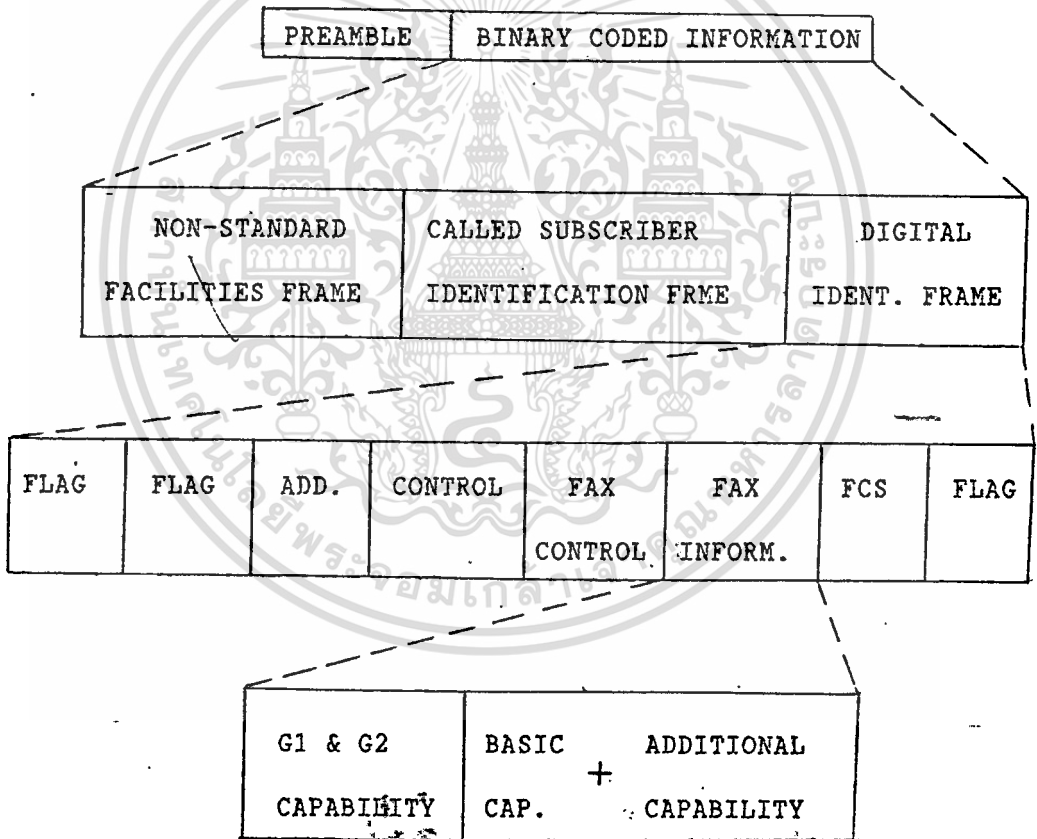 PREAMBLE BINARY CODED INFORMATION
NON-STANDARD CALLED SUBSCRIBER DIGITAL
FACILITIES FRAME IDENTIFICATION FRME IDENT. FRAME
FLAG FLAG ADD. CONTROL FAX FAX FCS FLAG
CONTROL INFORM.
G1 & G2 BASIC ADDITIONAL
+
CAPABILITY CAP. CAPABILITY